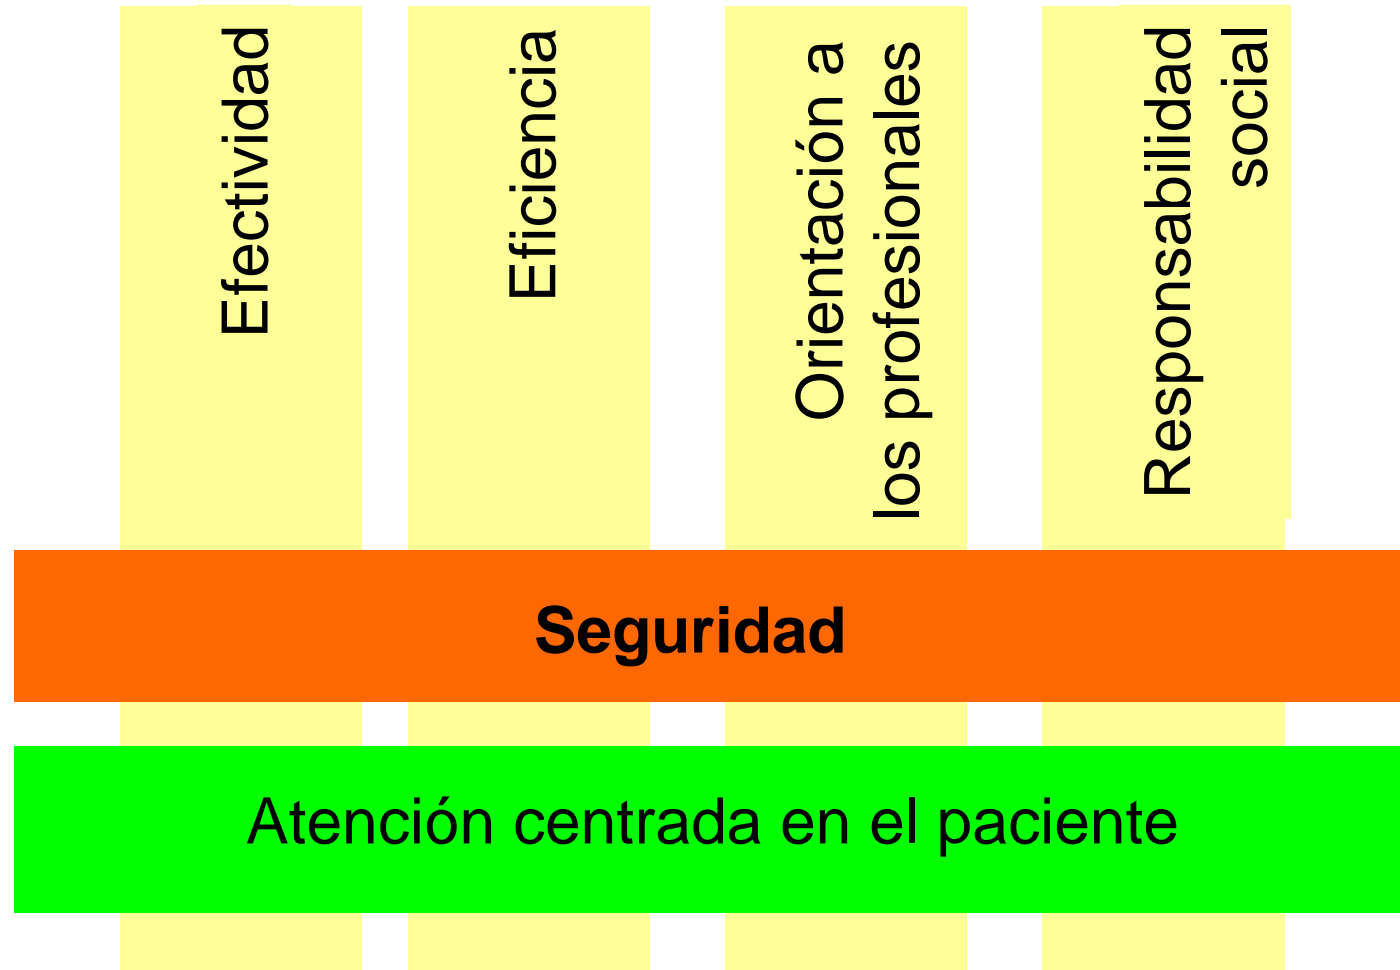 Efectividad
Eficiencia
Orientación a
los profesionales
Responsabilidad
social
Seguridad
Atención centrada en el paciente